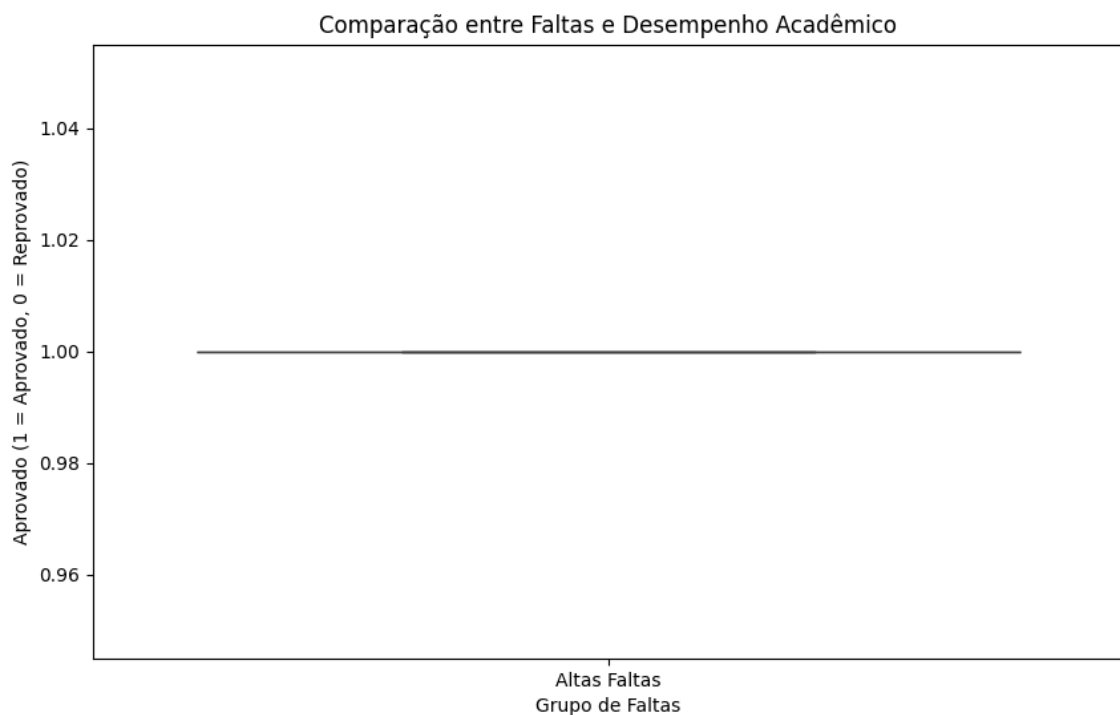 Comparação entre Faltas e Desempenho Acadêmico
Aprovado (1 = Aprovado, 0 = Reprovado)
1.04
1.02
1.00
0.98
0.96
Altas Faltas
Grupo de Faltas